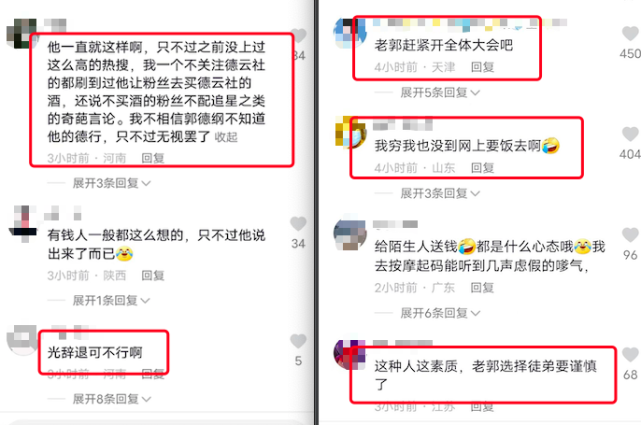 他一直就这样啊，只不过之前没上过
这么高的热搜，我一个不关注德云社
的都刷到过他让粉丝去买德云社的
酒，还说不买酒的粉丝不配追星之类
的奇葩言论。我不相信郭德纲不知道
他的德行，只不过无视罢了 收起
3小时前 · 河南 回复
展开3条回复
34
有钱人一般都这么想的，只不过他说
出来了而已😂
3小时前 · 陕西 回复
展开1条回复
34
光辞退可不行啊
3小时前 · 河南 回复
展开8条回复
5
老郭赶紧开全体大会吧
4小时前 · 天津 回复
展开5条回复
450
我穷我也没到网上要饭去啊🤣
4小时前 · 山东 回复
展开3条回复
404
给陌生人送钱🤣都是什么心态哦😂我
去按摩起码能听到几声虚假的嗲气，
2小时前 · 广东 回复
展开6条回复
96
这种人这素质，老郭选择徒弟要谨慎
了
3小时前 · 江苏 回复
68